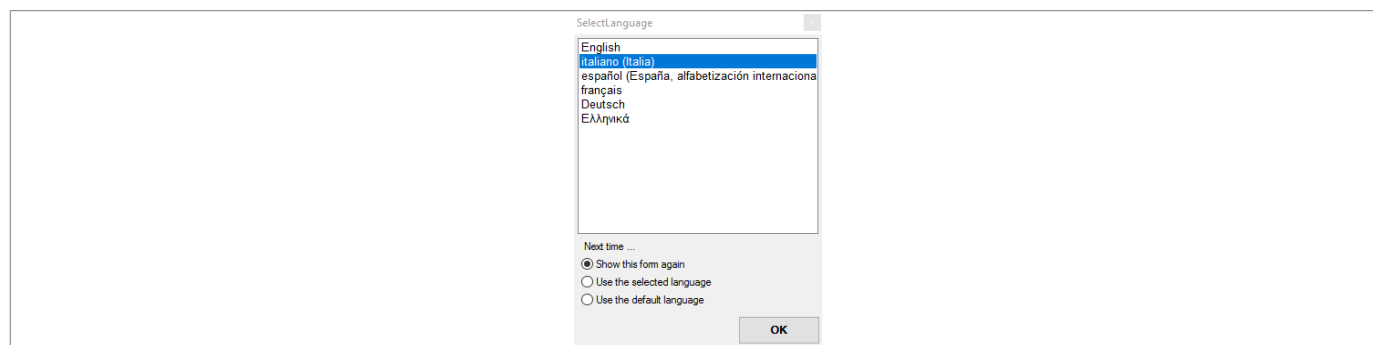 SelectLanguage
English
italiano (Italia)
español (España, alfabetización internaciona
français
Deutsch
Ελληνικά
Next time ...
Show this form again
Use the selected language
Use the default language
OK